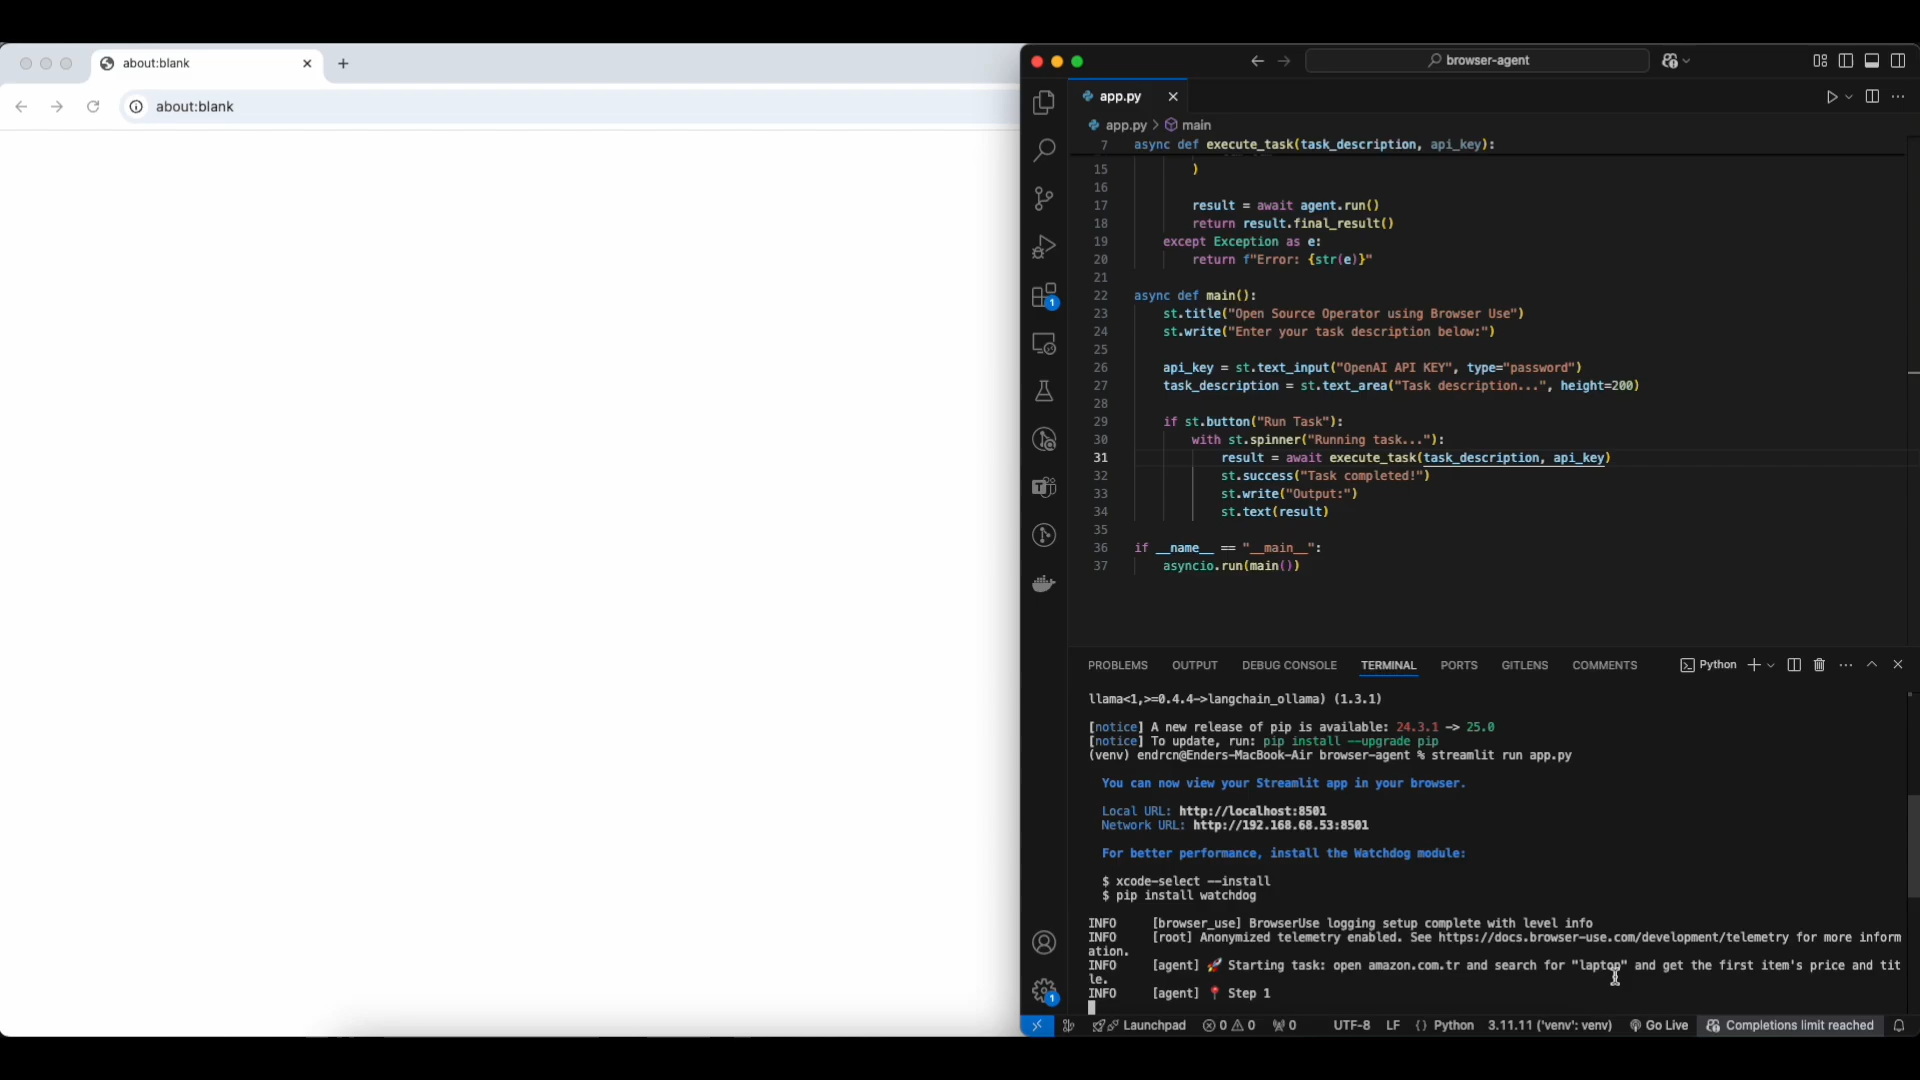 about:blank
about:blank
browser-agent
app.py
app.py > main
7 async def execute_task(task_description, api_key):
15 )
16
17 result = await agent.run()
18 return result.final_result()
19 except Exception as e:
20 return f"Error: {str(e)}"
21
22 async def main():
23 st.title("Open Source Operator using Browser Use")
24 st.write("Enter your task description below:")
25
26 api_key = st.text_input("OpenAI API KEY", type="password")
27 task_description = st.text_area("Task description...", height=200)
28
29 if st.button("Run Task"):
30 with st.spinner("Running task..."):
31 result = await execute_task(task_description, api_key)
32 st.success("Task completed!")
33 st.write("Output:")
34 st.text(result)
35
36 if __name__ == "__main__":
37 asyncio.run(main())
PROBLEMS OUTPUT DEBUG CONSOLE TERMINAL PORTS GITLENS COMMENTS Python
llama<1,>=0.4.4->langchain_ollama) (1.3.1)
[notice] A new release of pip is available: 24.3.1 -> 25.0
[notice] To update, run: pip install --upgrade pip
(venv) endrcn@Enders-MacBook-Air browser-agent % streamlit run app.py
You can now view your Streamlit app in your browser.
Local URL: http://localhost:8501
Network URL: http://192.168.68.53:8501
For better performance, install the Watchdog module:
$ xcode-select --install
$ pip install watchdog
INFO [browser_use] BrowserUse logging setup complete with level info
INFO [root] Anonymized telemetry enabled. See https://docs.browser-use.com/development/telemetry for more inform
ation.
INFO [agent] 🚀 Starting task: open amazon.com.tr and search for "laptop" and get the first item's price and tit
le.
INFO [agent] 📍 Step 1
1
1
Launchpad 0 0 0 UTF-8 LF {} Python 3.11.11 ('venv': venv) Go Live Completions limit reached